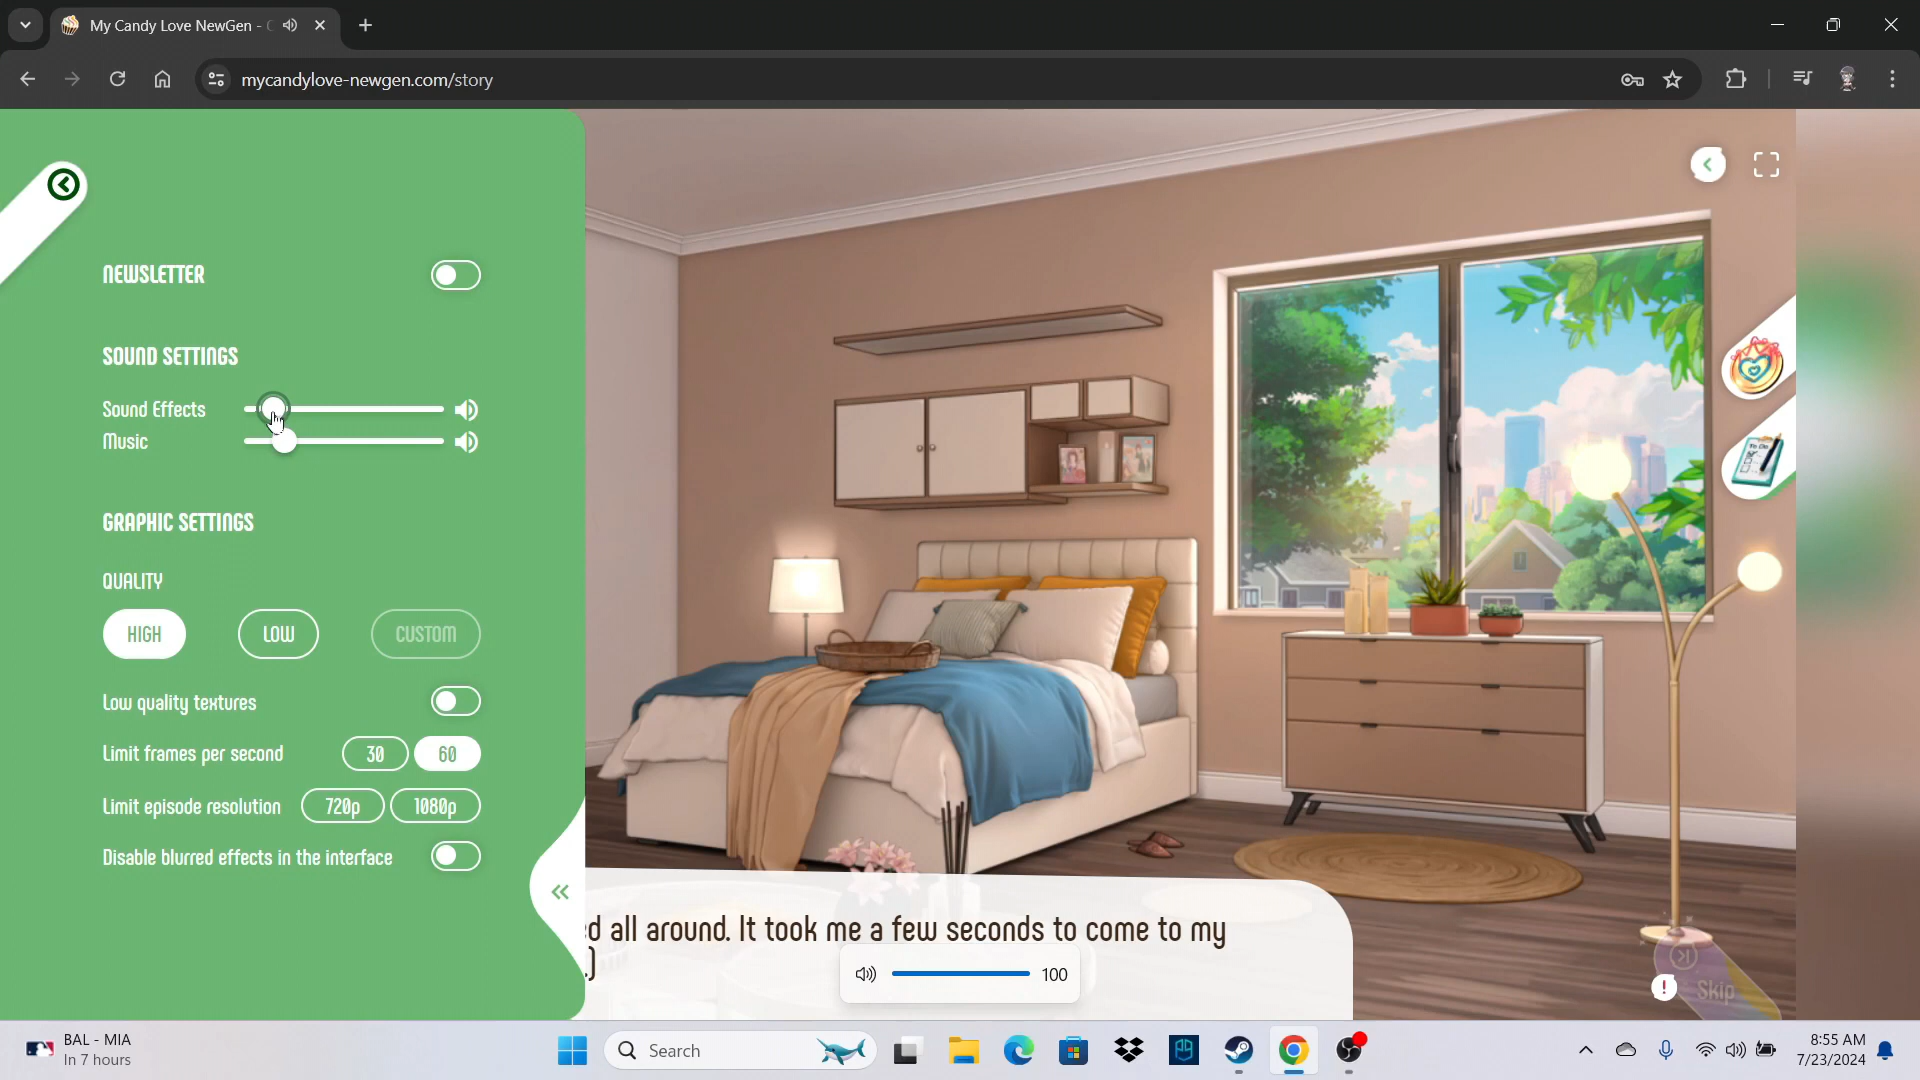 My Candy Love NewGen -
mycandylove-newgen.com/story
NEWSLETTER
SOUND SETTINGS
Sound Effects
Music
GRAPHIC SETTINGS
QUALITY
HIGH LOW CUSTOM
Low quality textures
Limit frames per second 30 60
Limit episode resolution 720p 1080p
Disable blurred effects in the interface
d all around. It took me a few seconds to come to my
.)
100
Skip
BAL - MIA
In 7 hours
Search
8:55 AM
7/23/2024